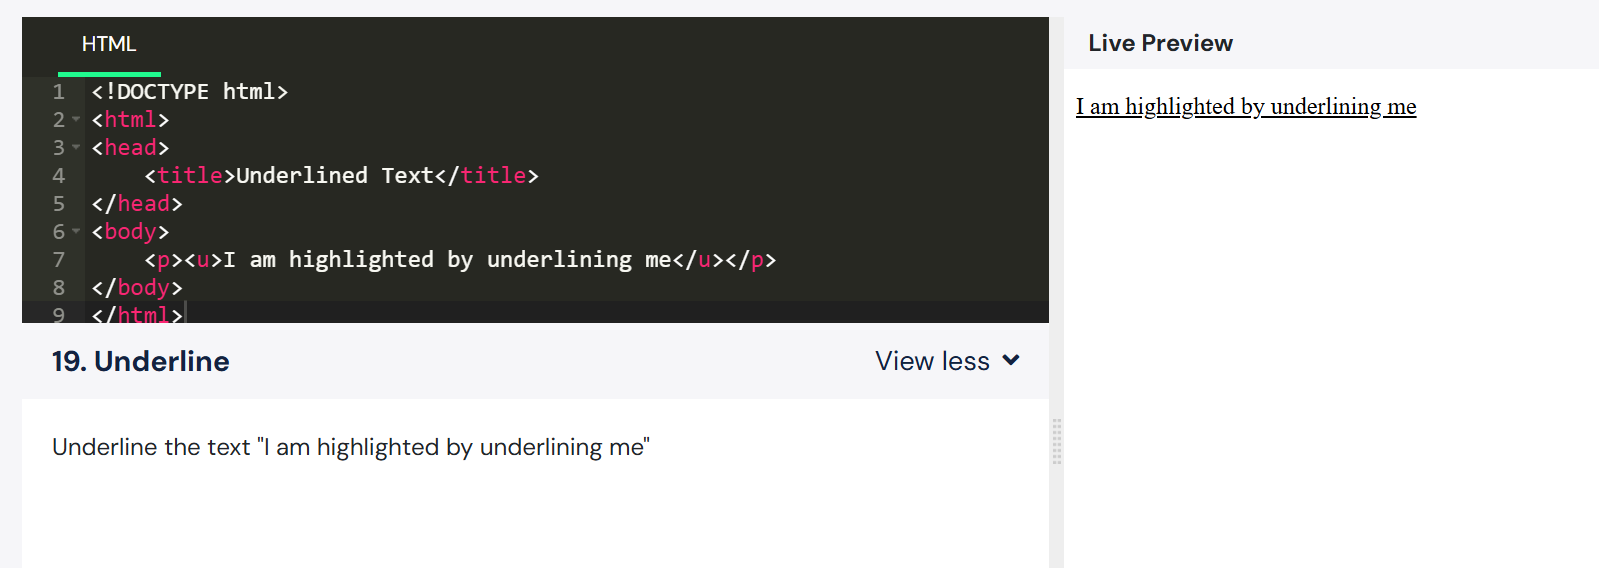 HTML
1 <!DOCTYPE html>
2 <html>
3 <head>
4     <title>Underlined Text</title>
5 </head>
6 <body>
7     <p><u>I am highlighted by underlining me</u></p>
8 </body>
9 </html>
19. Underline
View less
Underline the text "I am highlighted by underlining me"
Live Preview
I am highlighted by underlining me